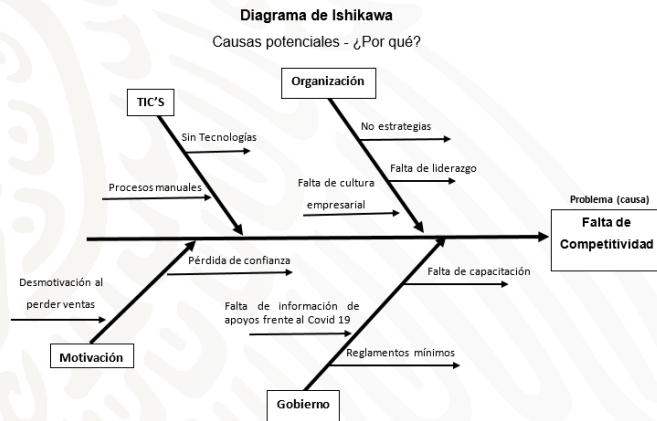 Diagrama de Ishikawa
Causas potenciales - ¿Por qué?
Organización
TIC'S
No estrategias
Sin Tecnologías
Falta de liderazgo
Falta de cultura
empresarial
Procesos manuales
Problema (causa)
Falta de
Competitividad
Pérdida de confianza
Falta de capacitación
Desmotivación al
perder ventas
Falta de información de
apoyos frente al Covid 19
Reglamentos mínimos
Motivación
Gobierno